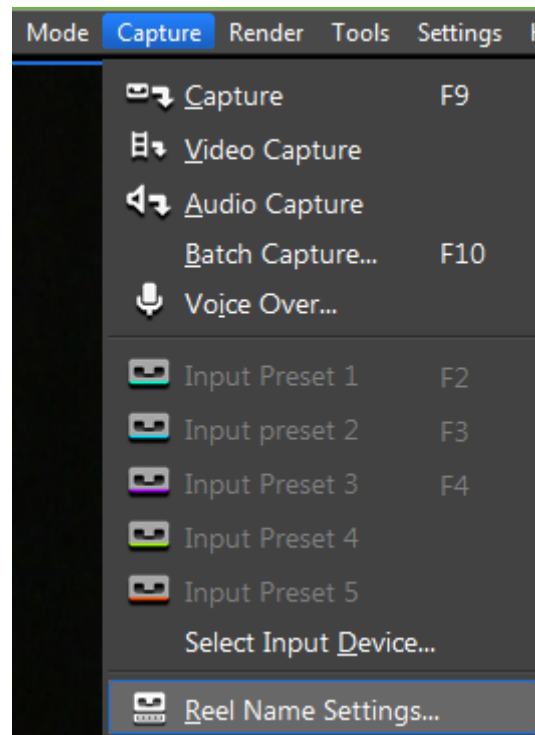 Mode Capture Render Tools Settings
Capture F9
Video Capture
Audio Capture
Batch Capture... F10
Voice Over...
Input Preset 1 F2
Input preset 2 F3
Input Preset 3 F4
Input Preset 4
Input Preset 5
Select Input Device...
Reel Name Settings...